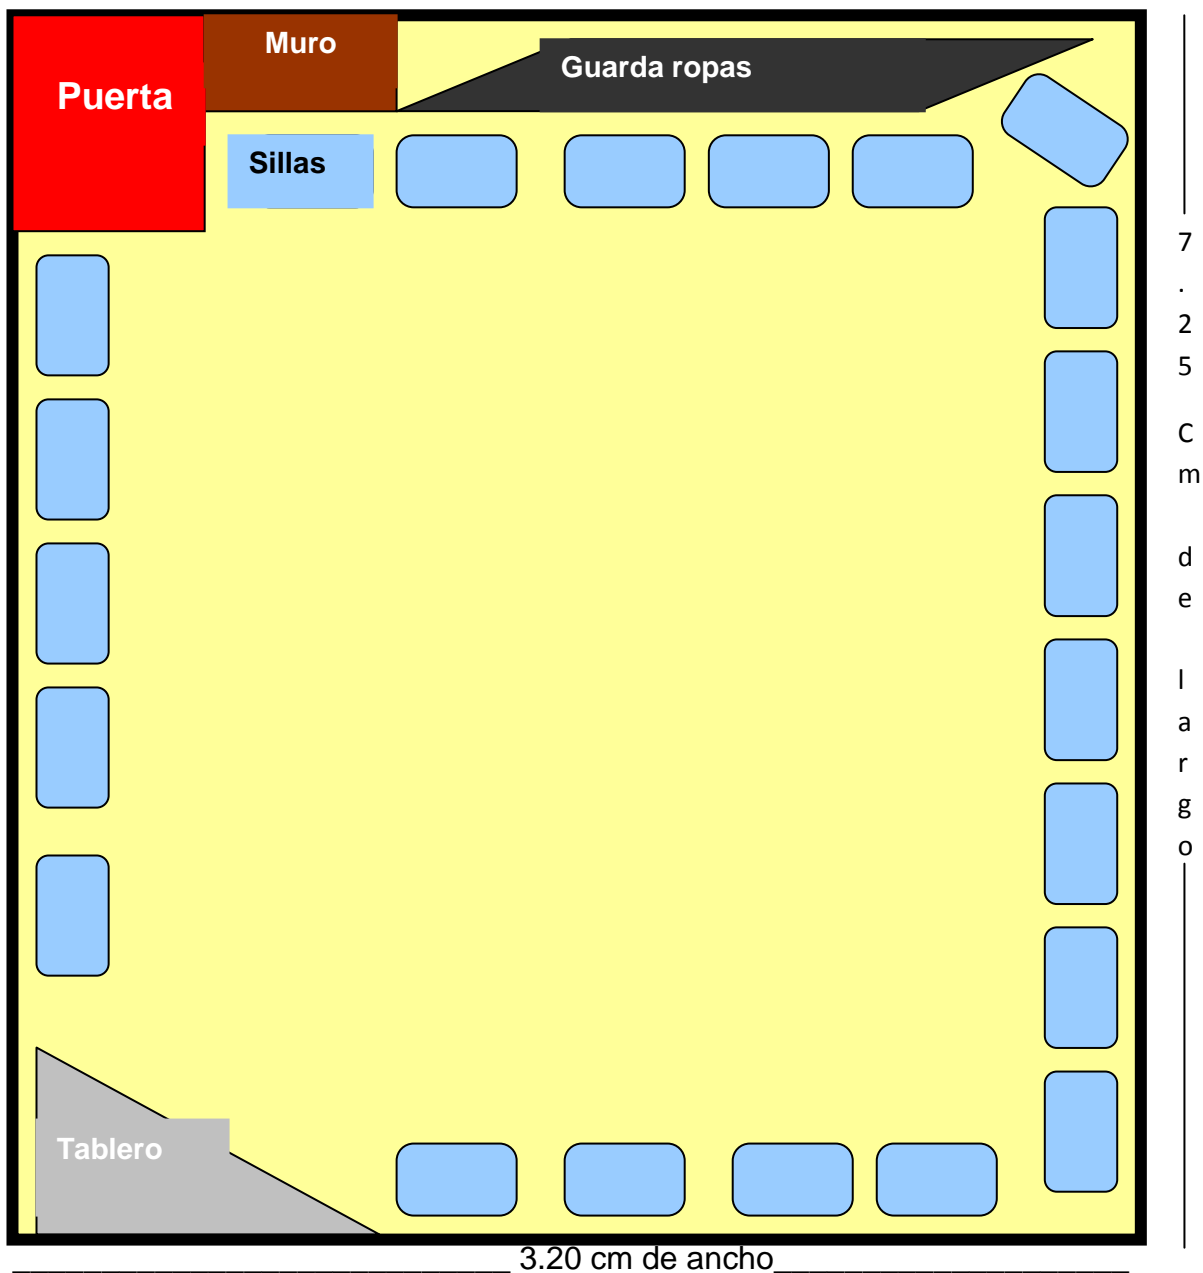 Muro
Guarda ropas
Puerta
Sillas
7.25 Cm de largo
Tablero
3.20 cm de ancho